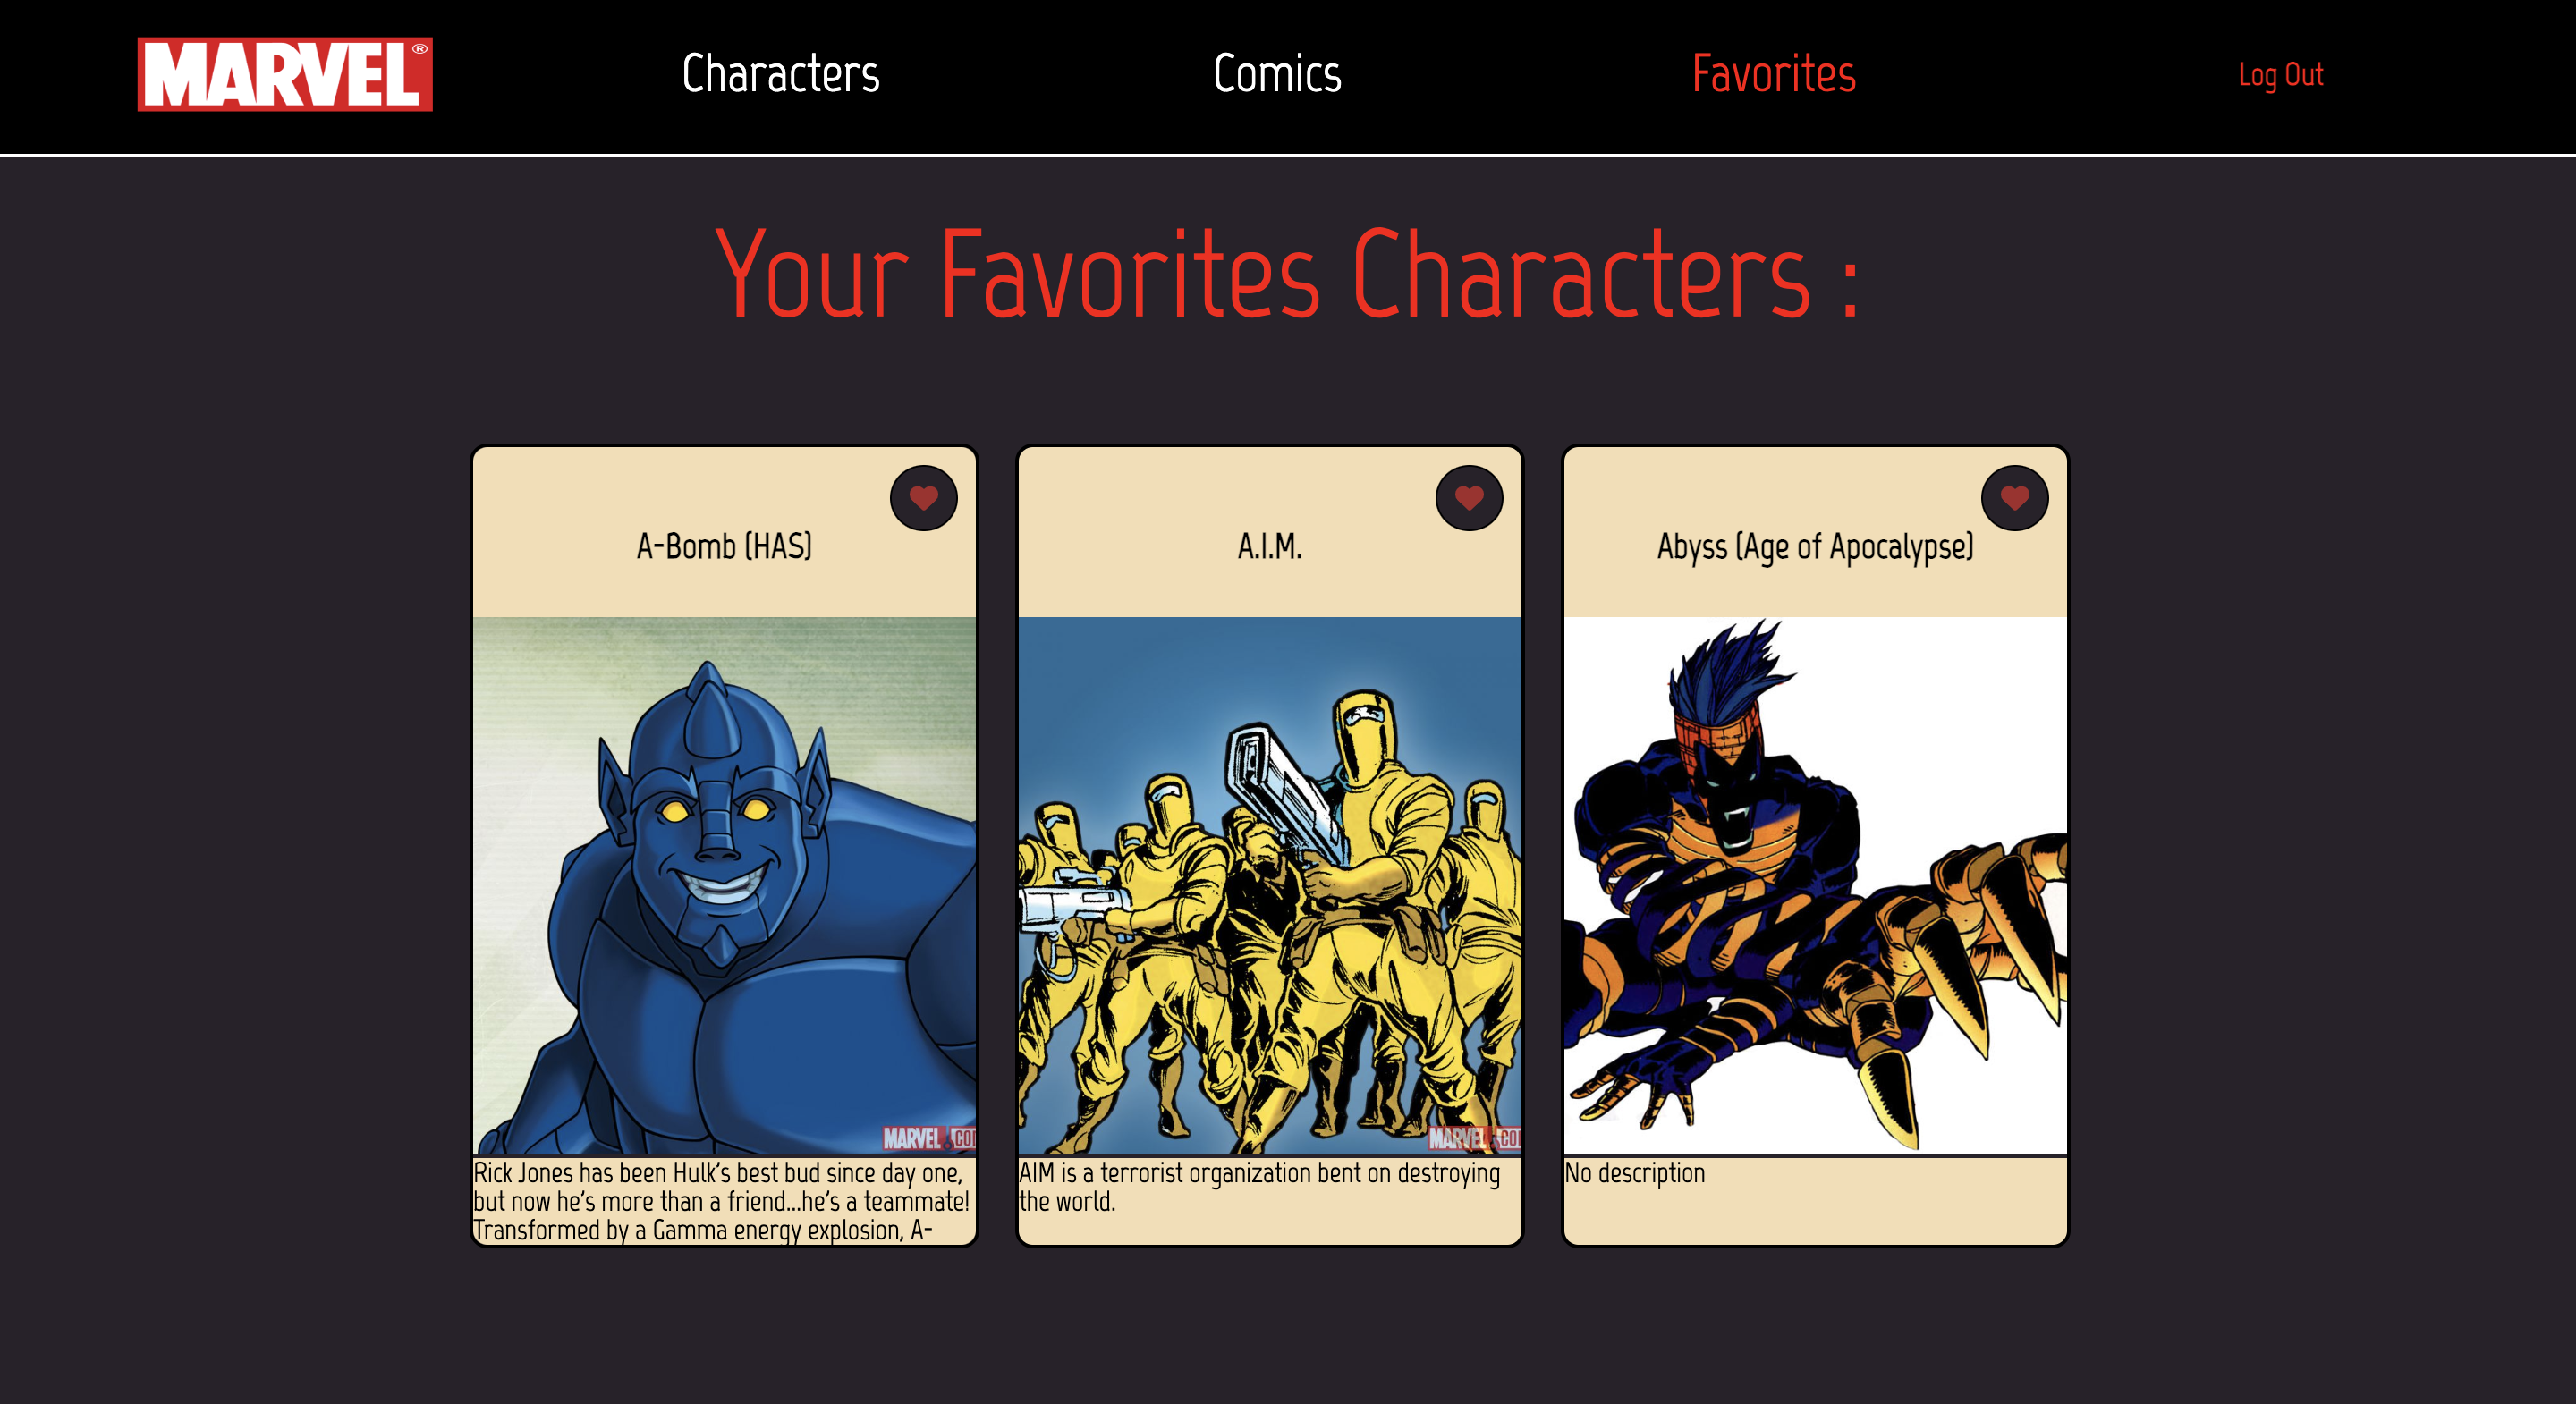 MARVEL®
Characters
Comics
Favorites
Log Out
Your Favorites Characters :
A-Bomb (HAS)
A.I.M.
Abyss (Age of Apocalypse)
MARVEL
MARVEL
Rick Jones has been Hulk's best bud since day one,
but now he's more than a friend...he's a teammate!
Transformed by a Gamma energy explosion, A-
AIM is a terrorist organization bent on destroying
the world.
No description